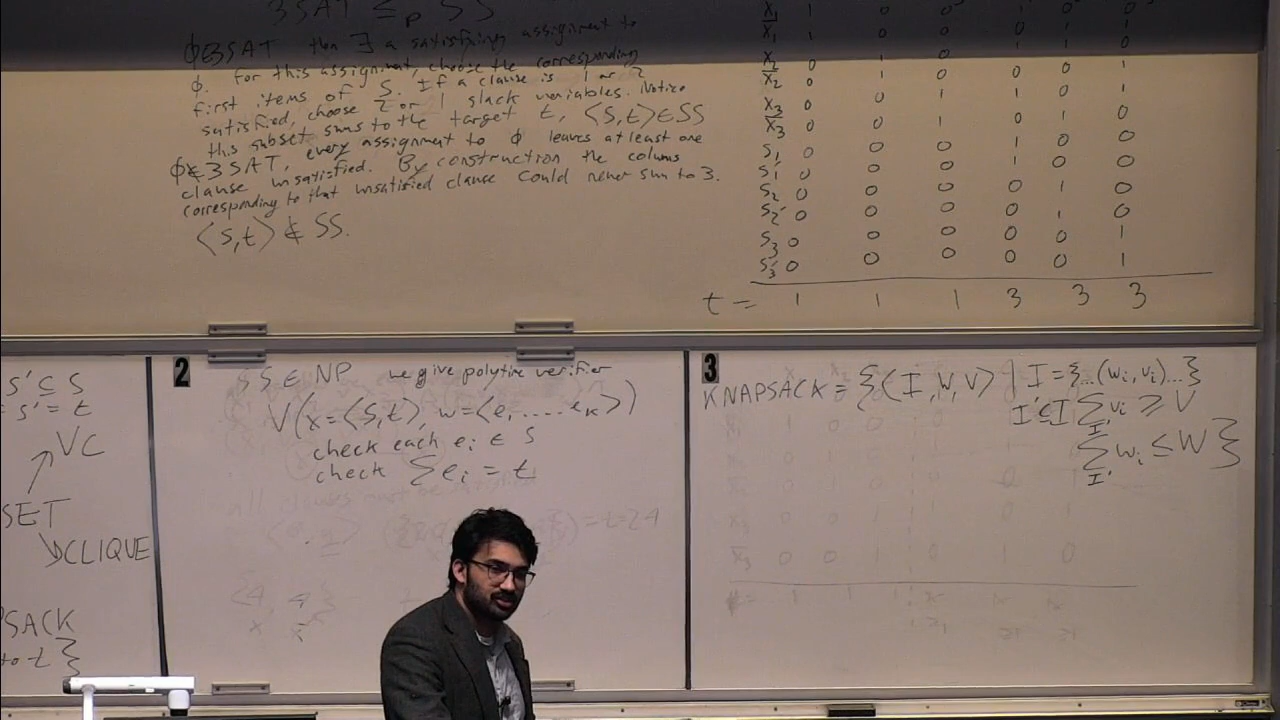 3SAT ≤p SS
φ∈3SAT then ∃ a satisfying assignment to
φ. For this assignment, choose the corresponding
first items of S. If a clause is 1 or 2
satisfied, choose 2 or 1 slack variables. Notice
this subset sums to the target t, ⟨S,t⟩∈SS
φ∉3SAT, every assignment to φ leaves at least one
clause unsatisfied. By construction the column
corresponding to that unsatisfied clause could never sum to 3.
⟨S,t⟩ ∉ SS.
x₁ 1 0 0 0
x̄₁ 1 0 0 0 1 0
x₂ 0 1 0 1 1 0
x̄₂ 0 1 0 0 0 1
x₃ 0 0 1 1 0 1
x̄₃ 0 0 1 0 1 0
S₁ 0 0 0 1 0 0
S₁' 0 0 0 1 0 0
S₂ 0 0 0 0 1 0
S₂' 0 0 0 0 1 0
S₃ 0 0 0 0 0 1
S₃' 0 0 0 0 0 1
t = 1 1 1 3 3 3
S' ⊆ S
S' = t
VC
SET
CLIQUE
SACK
to t }
2
SS∈NP we give polytime verifier
V(x=⟨S,t⟩, w=⟨e₁ ..... eₖ⟩)
check each eᵢ ∈ S
check ∑eᵢ = t
3
KNAPSACK = {⟨I,W,V⟩ | I={...(wᵢ,vᵢ)...}
I'⊆I ∑ vᵢ ≥ V
I'
∑ wᵢ ≤ W }
I'